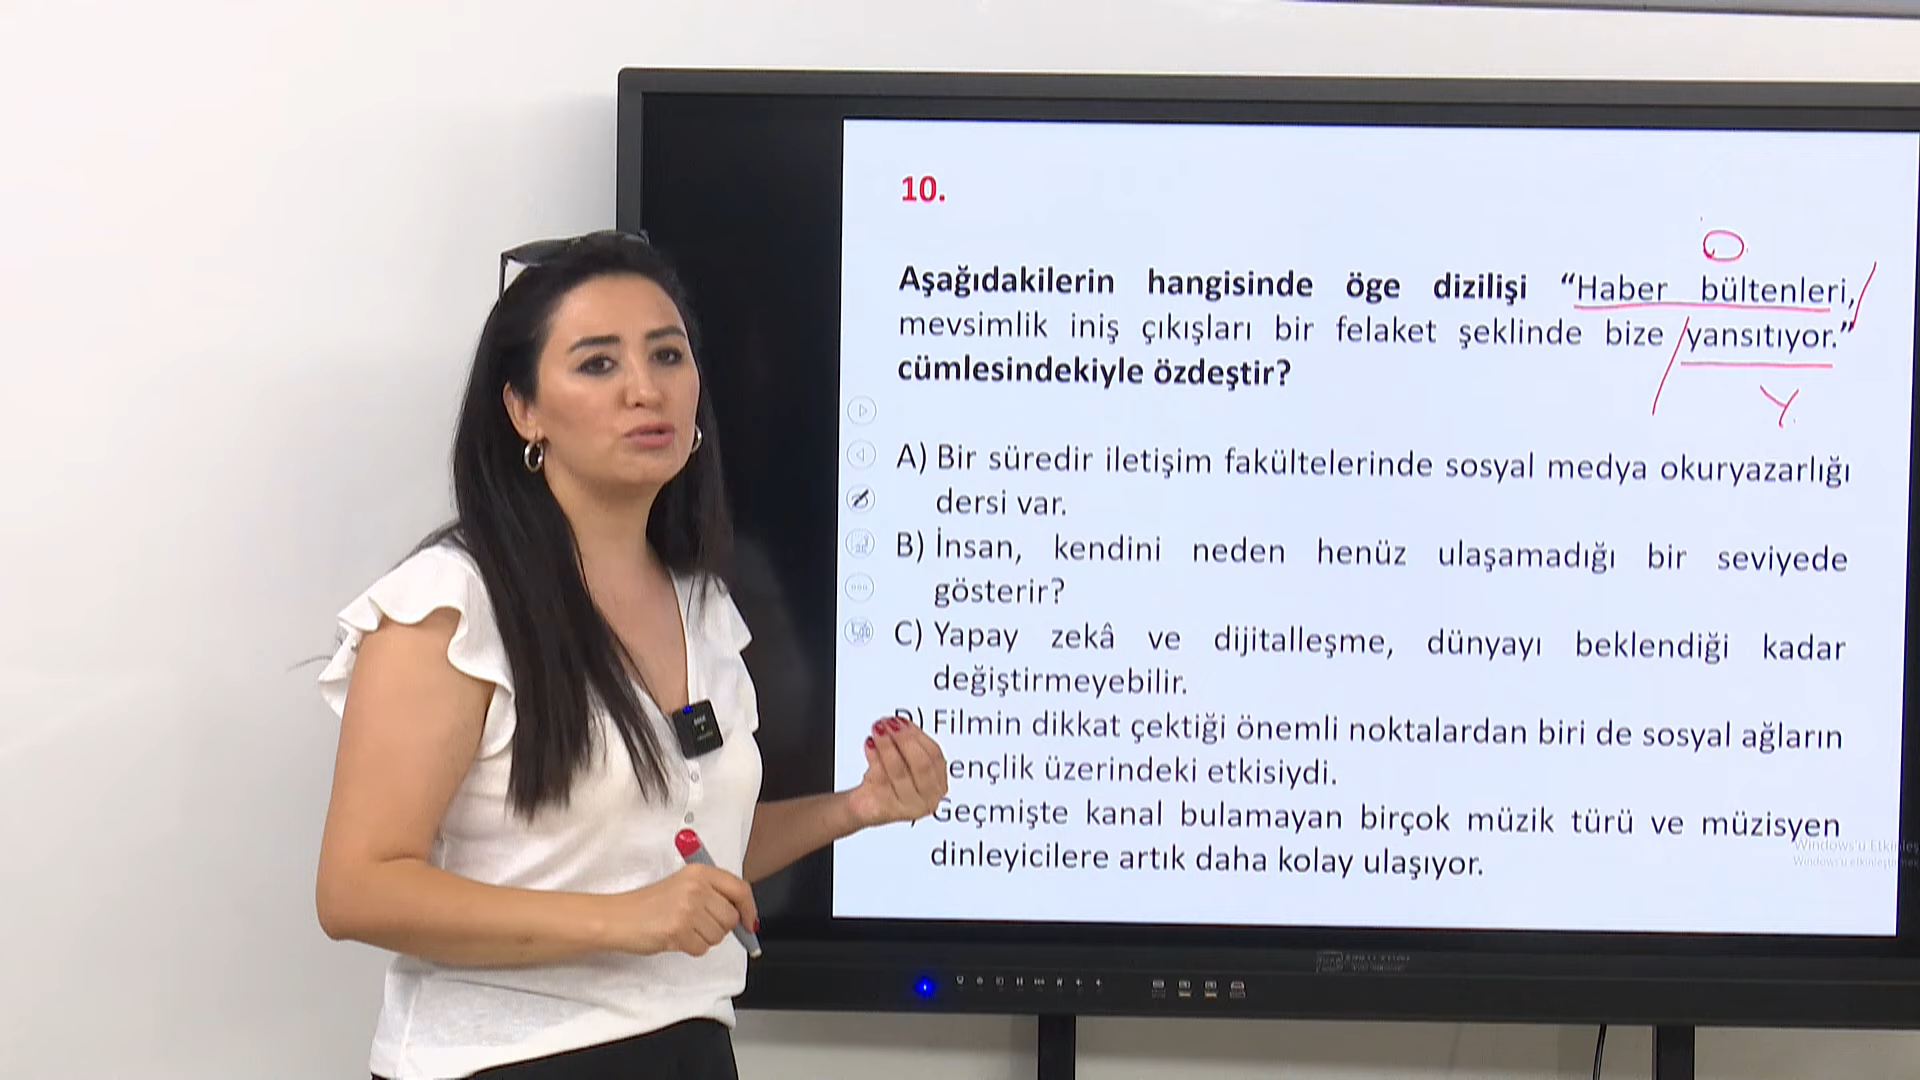 10.
O
Aşağıdakilerin hangisinde öge dizilişi “Haber bültenleri,
mevsimlik iniş çıkışları bir felaket şeklinde bize yansıtıyor.”
cümlesindekiyle özdeştir?
Y
A) Bir süredir iletişim fakültelerinde sosyal medya okuryazarlığı
dersi var.
B) İnsan, kendini neden henüz ulaşamadığı bir seviyede
gösterir?
C) Yapay zekâ ve dijitalleşme, dünyayı beklendiği kadar
değiştirmeyebilir.
D) Filmin dikkat çektiği önemli noktalardan biri de sosyal ağların
ençlik üzerindeki etkisiydi.
) Geçmişte kanal bulamayan birçok müzik türü ve müzisyen
dinleyicilere artık daha kolay ulaşıyor.